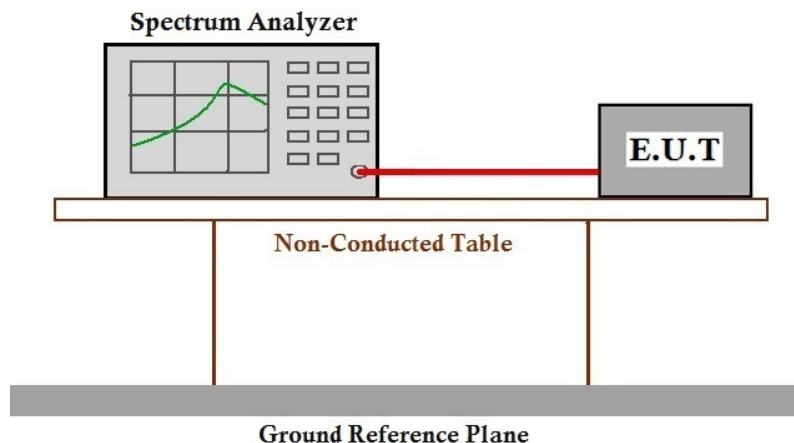 Spectrum Analyzer
E.U.T
Non-Conducted Table
Ground Reference Plane